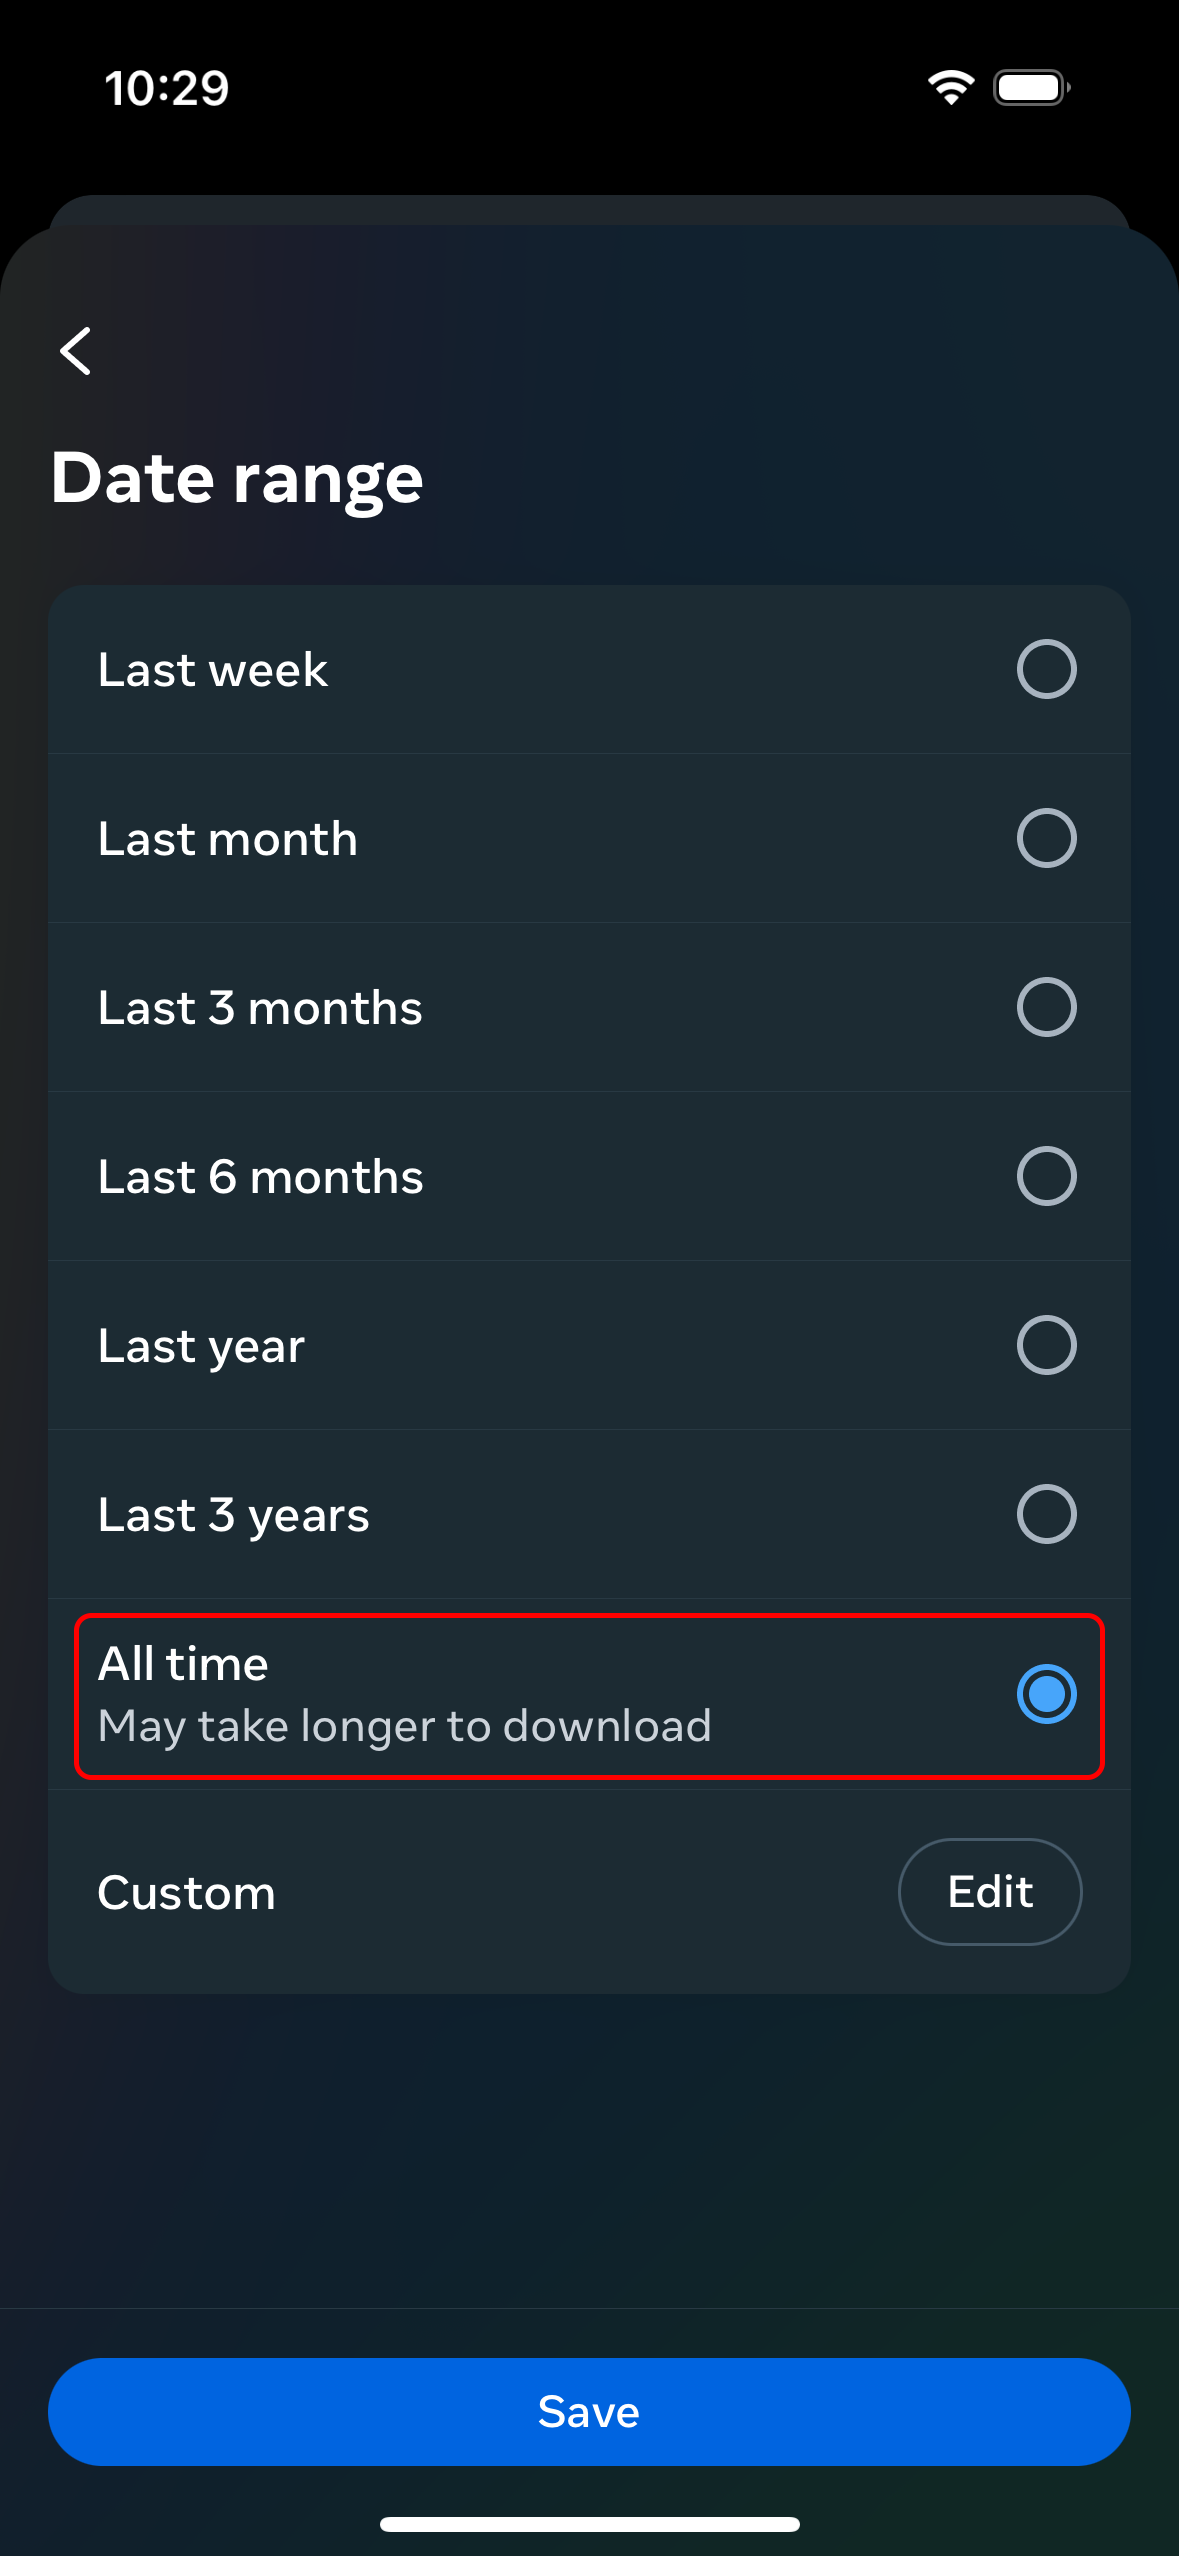 10:29
Date range
Last week
Last month
Last 3 months
Last 6 months
Last year
Last 3 years
All time
May take longer to download
Custom
Edit
Save